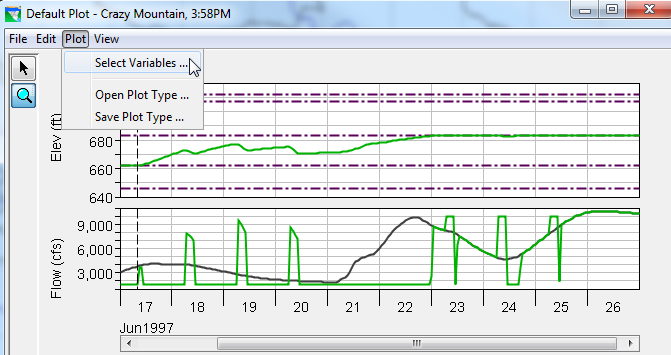 Default Plot - Crazy Mountain, 3:58PM
File Edit Plot View
Select Variables ...
Open Plot Type ...
Save Plot Type ...
Elev (ft)
680
660
640
Flow (cfs)
9,000
6,000
3,000
17 18 19 20 21 22 23 24 25 26
Jun1997